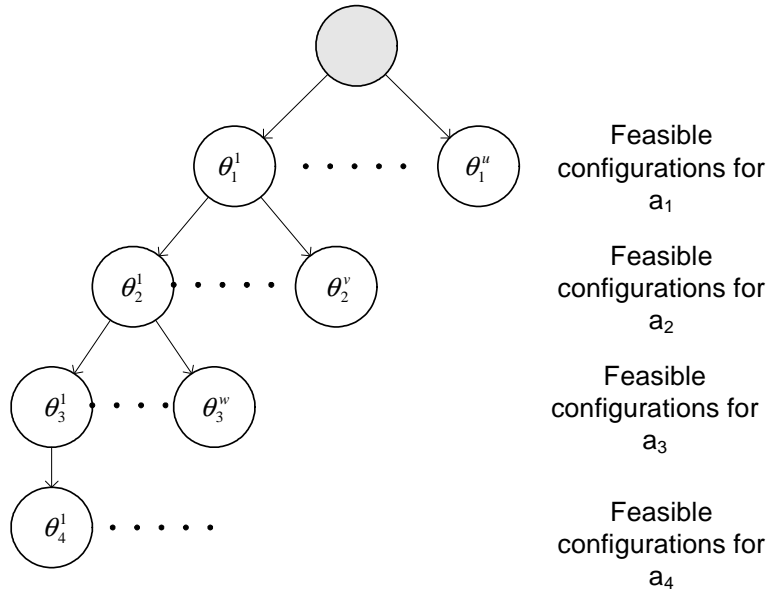 θ₁¹ θ₁ᵘ
Feasible
configurations for
a₁
θ₂¹ θ₂ᵛ
Feasible
configurations for
a₂
θ₃¹ θ₃ʷ
Feasible
configurations for
a₃
θ₄¹
Feasible
configurations for
a₄